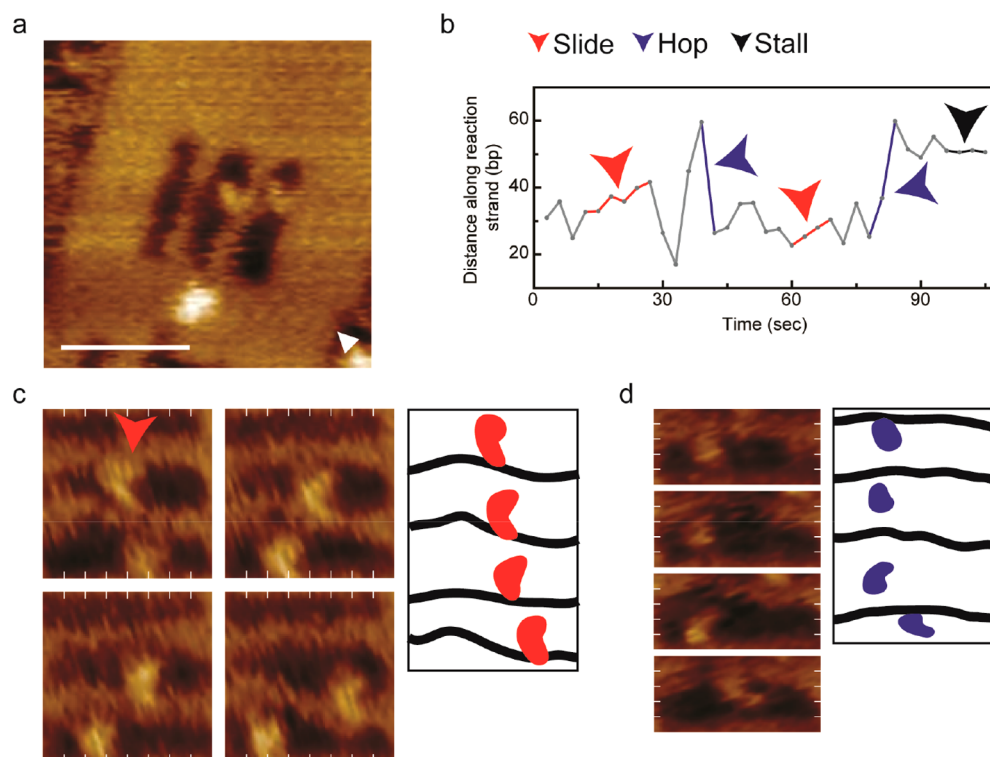 a
b
Slide Hop Stall
Distance along reaction
strand (bp)
60
40
20
0 30 60 90
Time (sec)
c
d